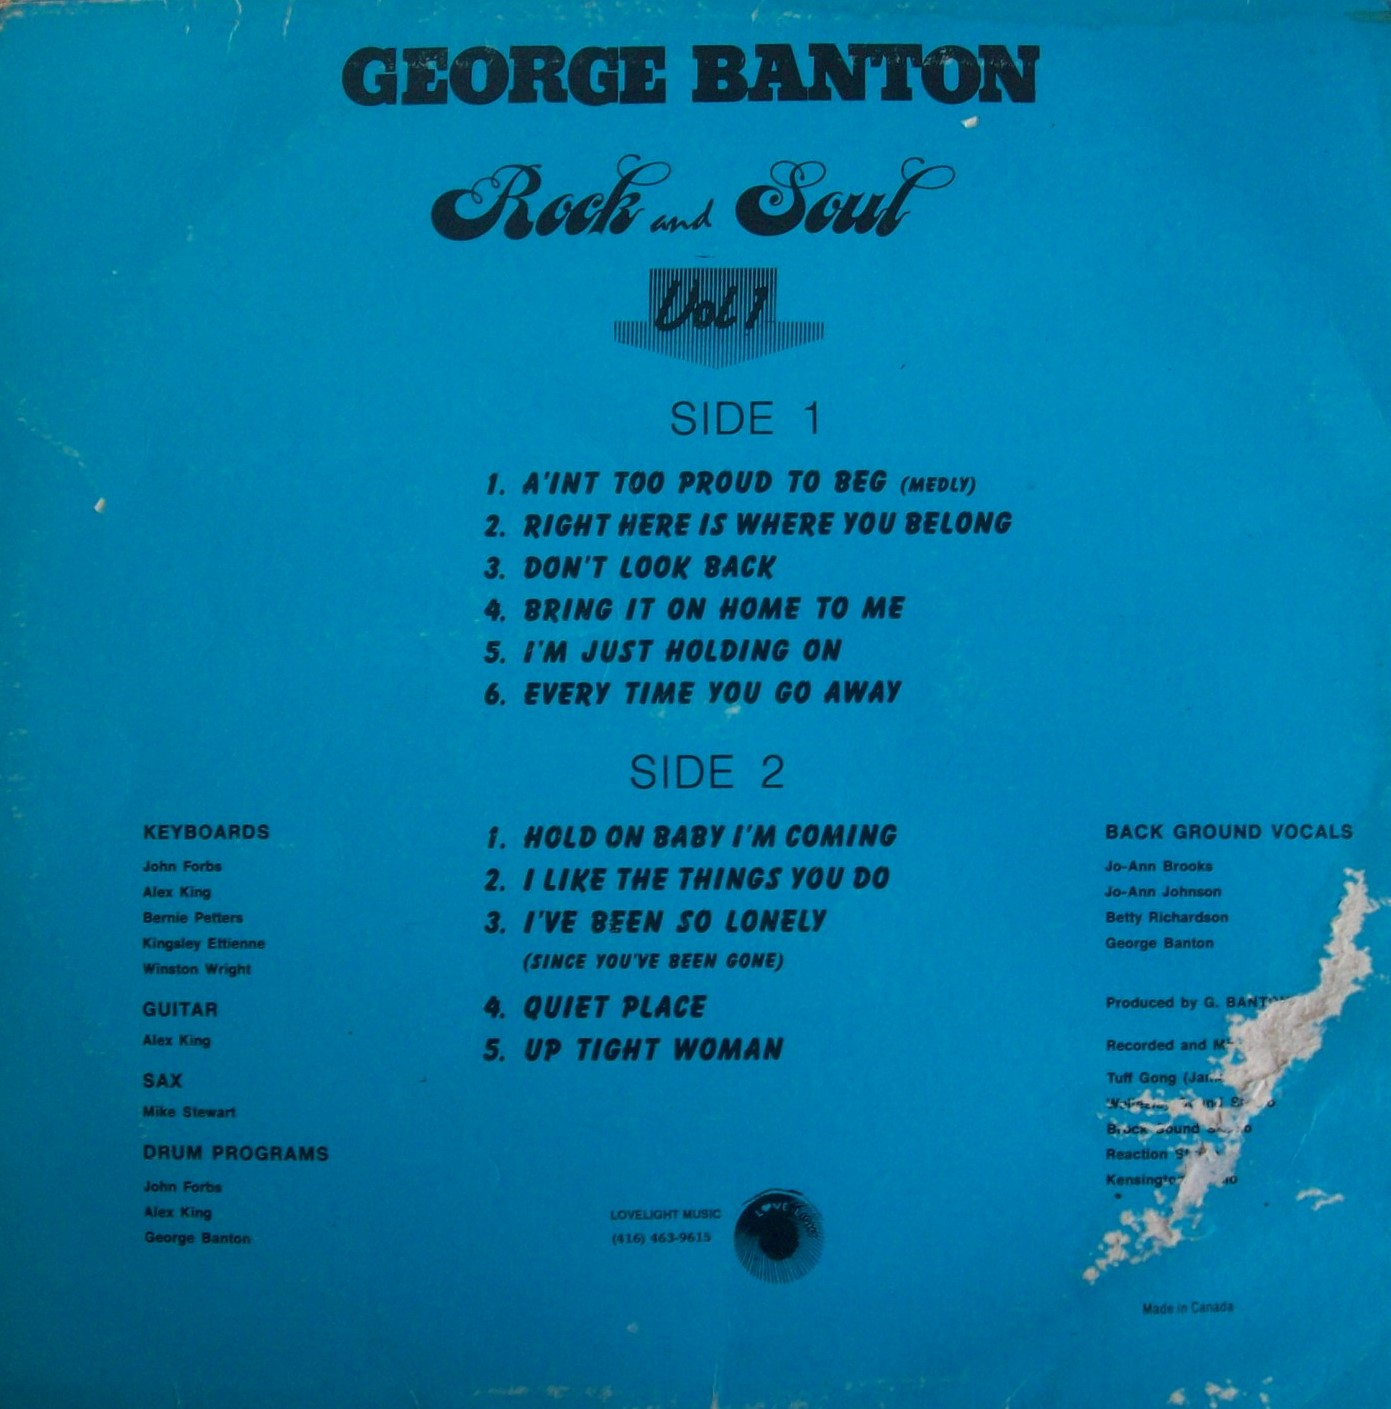 GEORGE BANTON
Rock and Soul
Vol 1
SIDE 1
1. A'INT TOO PROUD TO BEG (MEDLY)
2. RIGHT HERE IS WHERE YOU BELONG
3. DON'T LOOK BACK
4. BRING IT ON HOME TO ME
5. I'M JUST HOLDING ON
6. EVERY TIME YOU GO AWAY
SIDE 2
1. HOLD ON BABY I'M COMING
2. I LIKE THE THINGS YOU DO
3. I'VE BEEN SO LONELY
(SINCE YOU'VE BEEN GONE)
4. QUIET PLACE
5. UP TIGHT WOMAN
KEYBOARDS
John Forbs
Alex King
Bernie Petters
Kingsley Ettienne
Winston Wright
GUITAR
Alex King
SAX
Mike Stewart
DRUM PROGRAMS
John Forbs
Alex King
George Banton
BACK GROUND VOCALS
Jo-Ann Brooks
Jo-Ann Johnson
Betty Richardson
George Banton
Produced by G. BANTON
Recorded and
Tuff Gong
Brock Sound
Reaction
Kensington
LOVELIGHT MUSIC
(416) 463-9615
LOVE
Made in Canada